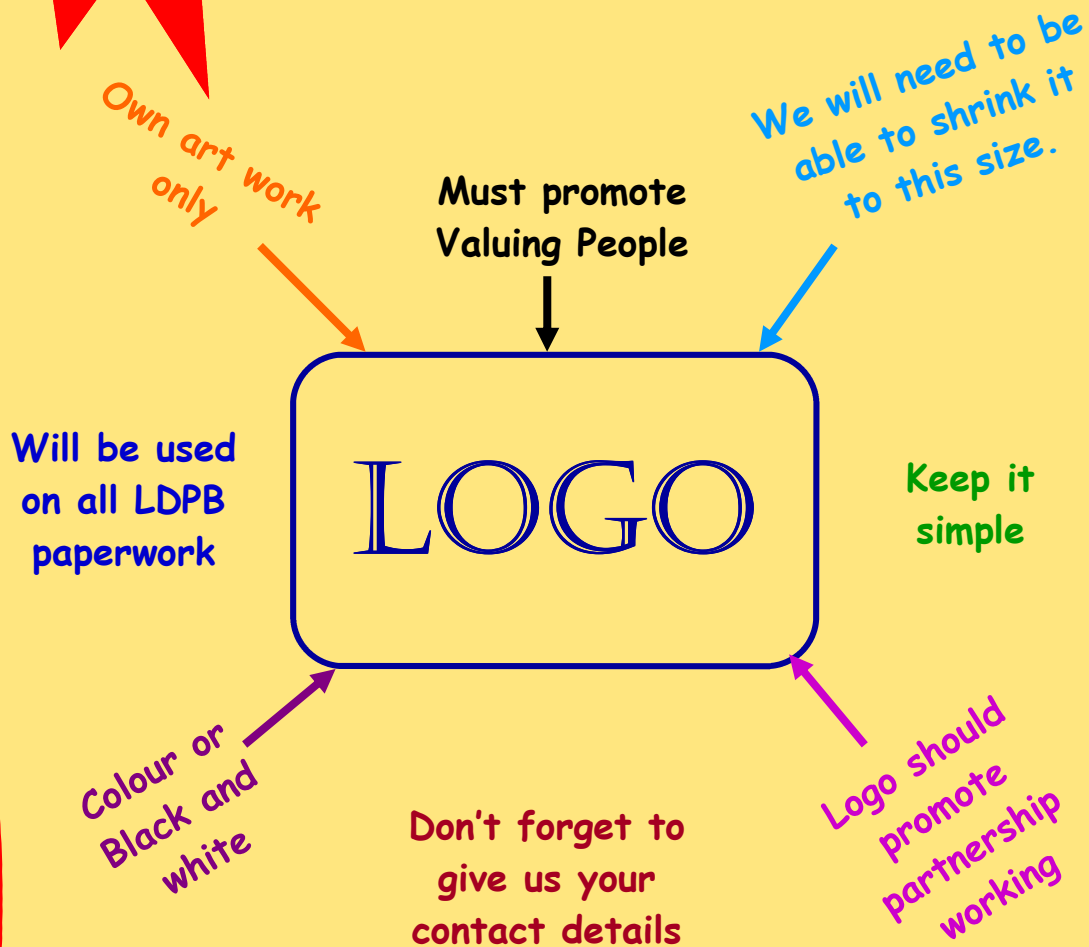 Own art work
only
Must promote
Valuing People
We will need to be
able to shrink it
to this size.
Will be used
on all LDPB
paperwork
LOGO
Keep it
simple
Colour or
Black and
white
Don't forget to
give us your
contact details
Logo should
promote
partnership
working